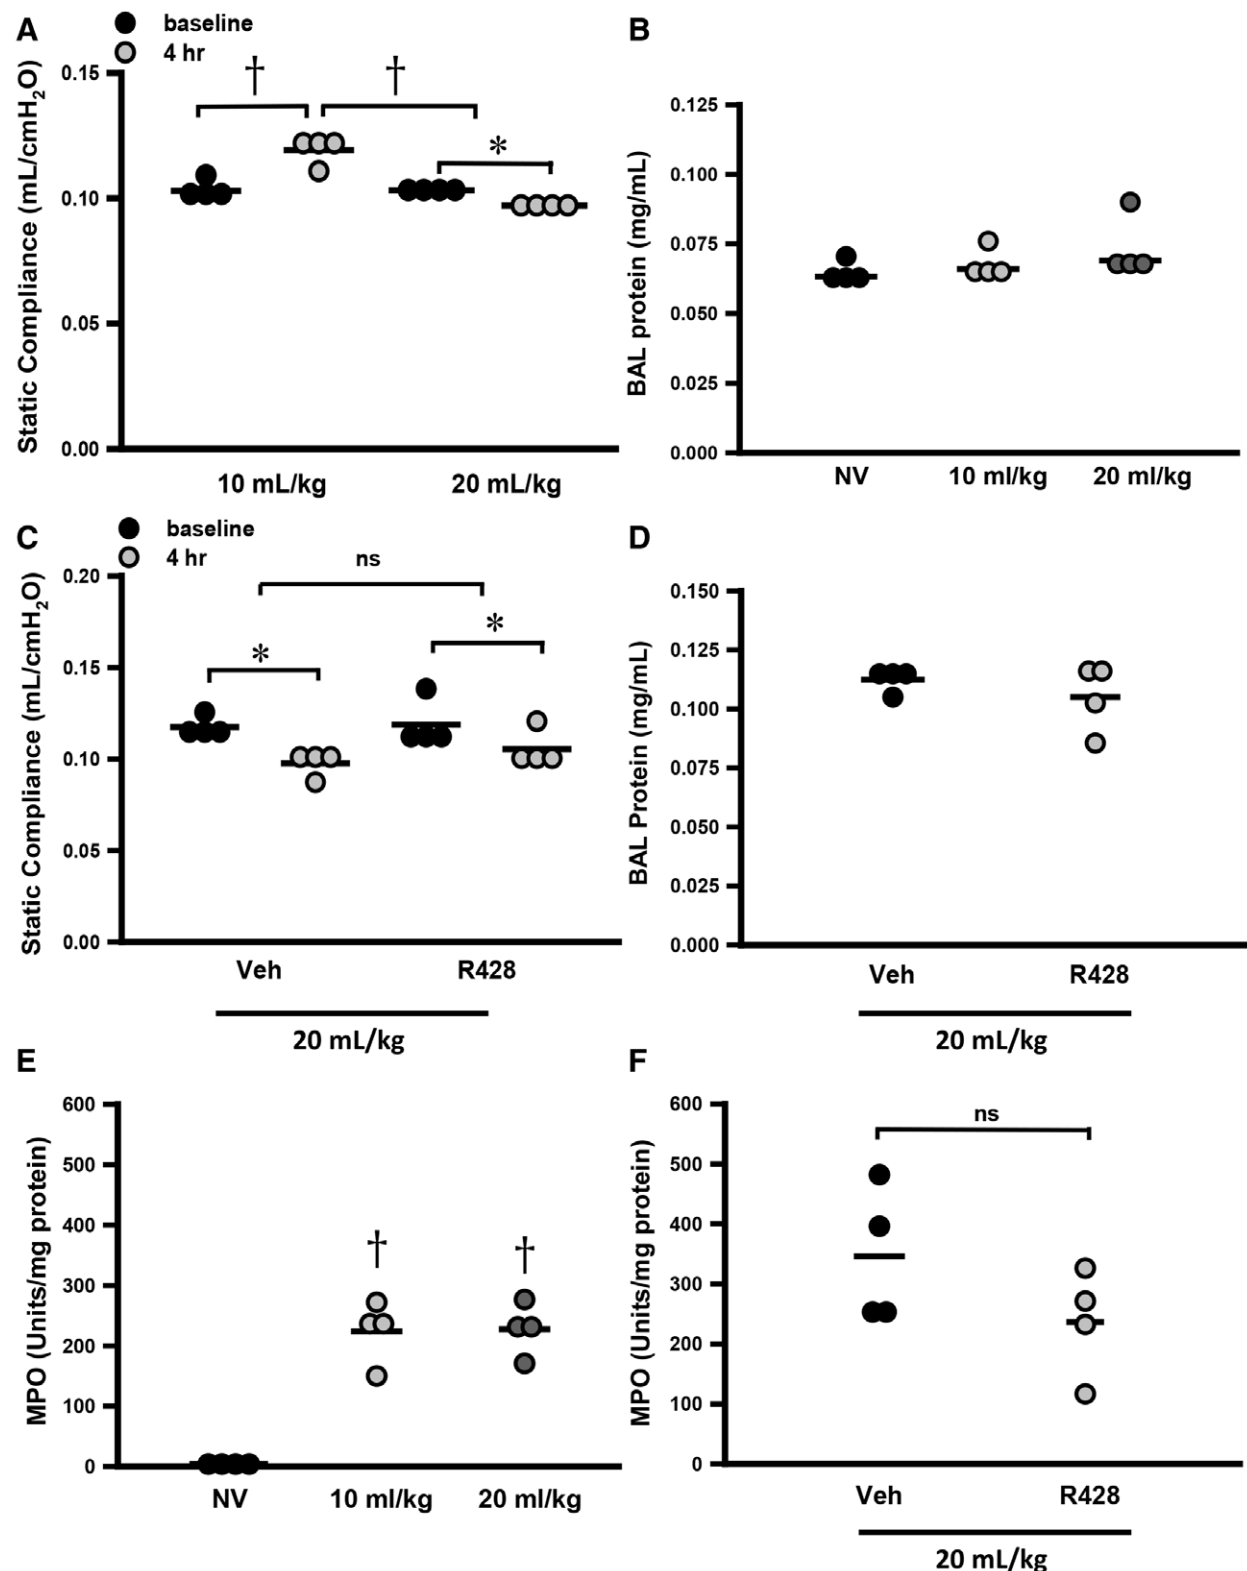 A
baseline
4 hr
Static Compliance (mL/cmH2O)
0.15
0.10
0.05
0.00
†
†
*
10 mL/kg
20 mL/kg
B
BAL protein (mg/mL)
0.125
0.100
0.075
0.050
0.025
0.000
NV
10 ml/kg
20 ml/kg
C
baseline
4 hr
Static Compliance (mL/cmH2O)
0.20
0.15
0.10
0.05
0.00
ns
*
*
Veh
R428
20 mL/kg
D
BAL Protein (mg/mL)
0.150
0.125
0.100
0.075
0.050
0.025
0.000
Veh
R428
20 mL/kg
E
MPO (Units/mg protein)
600
500
400
300
200
100
0
†
†
NV
10 ml/kg
20 ml/kg
F
MPO (Units/mg protein)
600
500
400
300
200
100
0
ns
Veh
R428
20 mL/kg